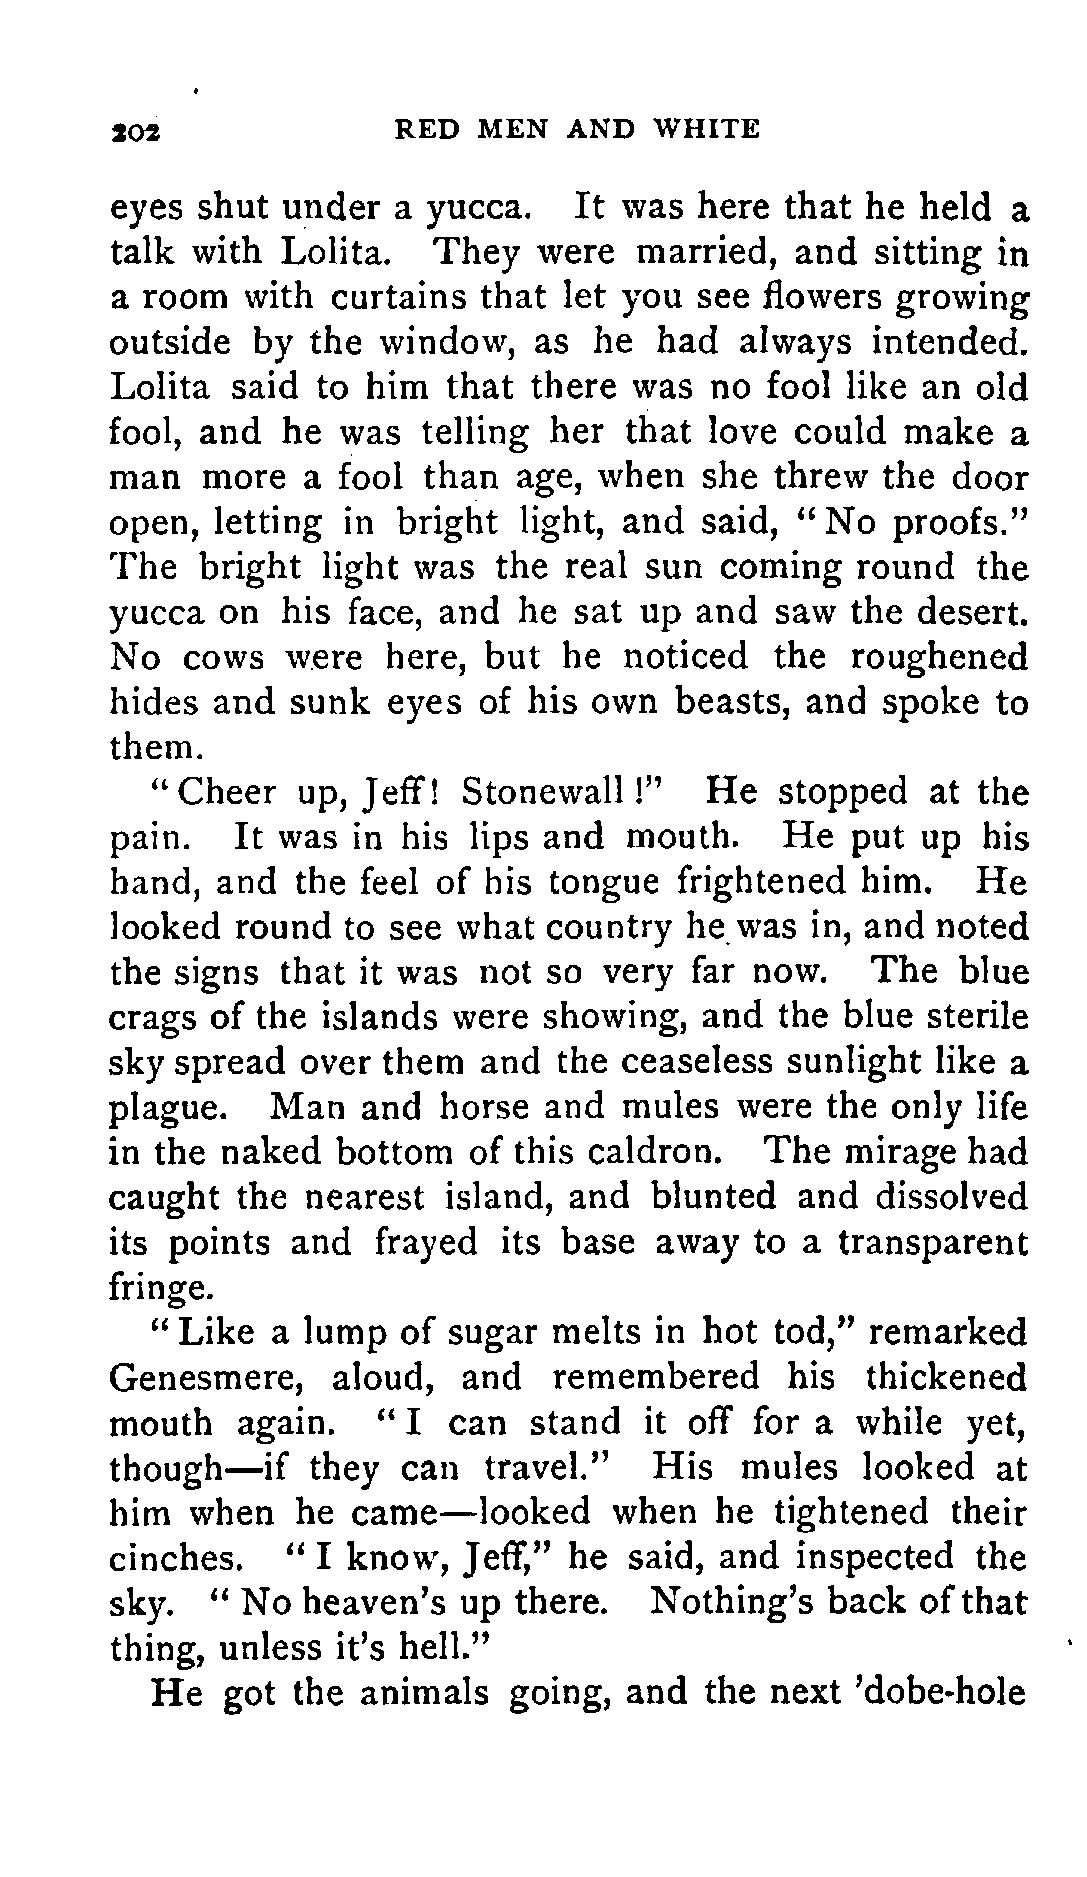 202 RED MEN AND WHITE
eyes shut under a yucca. It was here that he held a
talk with Lolita. They were married, and sitting in
a room with curtains that let you see flowers growing
outside by the window, as he had always intended.
Lolita said to him that there was no fool like an old
fool, and he was telling her that love could make a
man more a fool than age, when she threw the door
open, letting in bright light, and said, "No proofs."
The bright light was the real sun coming round the
yucca on his face, and he sat up and saw the desert.
No cows were here, but he noticed the roughened
hides and sunk eyes of his own beasts, and spoke to
them.
"Cheer up, Jeff! Stonewall!" He stopped at the
pain. It was in his lips and mouth. He put up his
hand, and the feel of his tongue frightened him. He
looked round to see what country he was in, and noted
the signs that it was not so very far now. The blue
crags of the islands were showing, and the blue sterile
sky spread over them and the ceaseless sunlight like a
plague. Man and horse and mules were the only life
in the naked bottom of this caldron. The mirage had
caught the nearest island, and blunted and dissolved
its points and frayed its base away to a transparent
fringe.
"Like a lump of sugar melts in hot tod," remarked
Genesmere, aloud, and remembered his thickened
mouth again. "I can stand it off for a while yet,
though—if they can travel." His mules looked at
him when he came—looked when he tightened their
cinches. "I know, Jeff," he said, and inspected the
sky. "No heaven's up there. Nothing's back of that
thing, unless it's hell."
He got the animals going, and the next 'dobe-hole